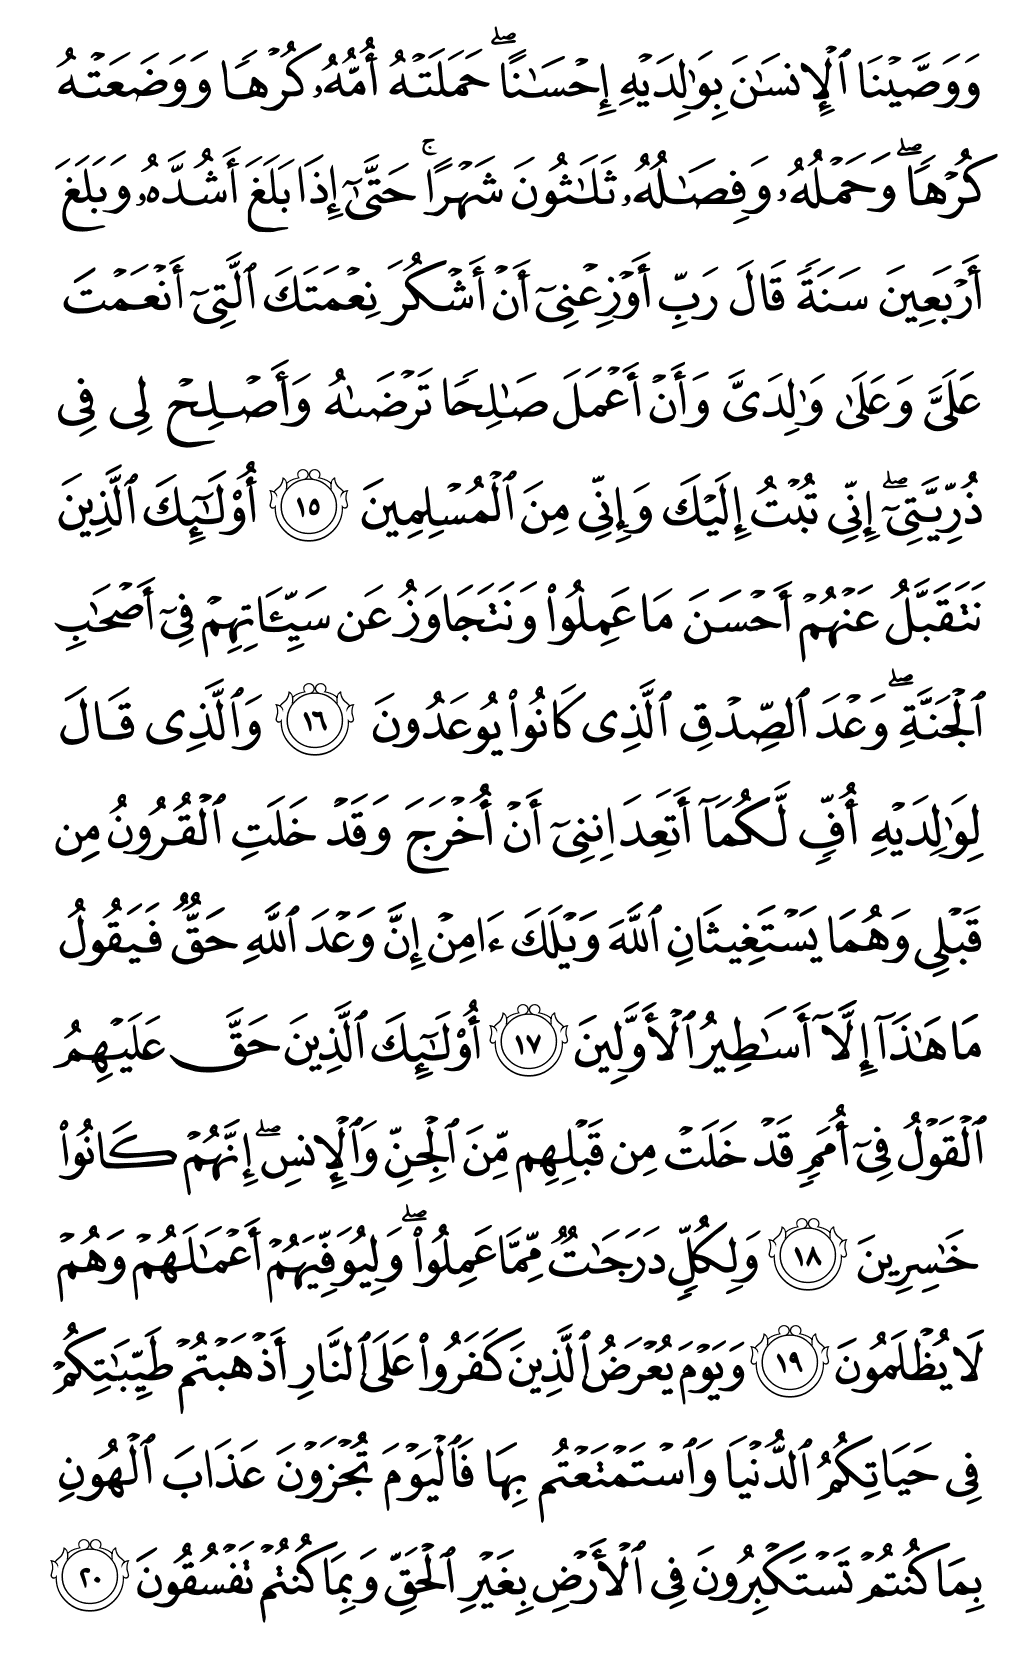 وَوَصَّيْنَا ٱلْإِنسَٰنَ بِوَٰلِدَيْهِ إِحْسَٰنًا ۖ حَمَلَتْهُ أُمُّهُۥ كُرْهًا وَوَضَعَتْهُ
كُرْهًا ۖ وَحَمْلُهُۥ وَفِصَٰلُهُۥ ثَلَٰثُونَ شَهْرًا ۚ حَتَّىٰٓ إِذَا بَلَغَ أَشُدَّهُۥ وَبَلَغَ
أَرْبَعِينَ سَنَةً قَالَ رَبِّ أَوْزِعْنِىٓ أَنْ أَشْكُرَ نِعْمَتَكَ ٱلَّتِىٓ أَنْعَمْتَ
عَلَىَّ وَعَلَىٰ وَٰلِدَىَّ وَأَنْ أَعْمَلَ صَٰلِحًا تَرْضَىٰهُ وَأَصْلِحْ لِى فِى
ذُرِّيَّتِىٓ ۖ إِنِّى تُبْتُ إِلَيْكَ وَإِنِّى مِنَ ٱلْمُسْلِمِينَ ١٥ أُو۟لَٰٓئِكَ ٱلَّذِينَ
نَتَقَبَّلُ عَنْهُمْ أَحْسَنَ مَا عَمِلُوا۟ وَنَتَجَاوَزُ عَن سَيِّـَٔاتِهِمْ فِىٓ أَصْحَٰبِ
ٱلْجَنَّةِ ۖ وَعْدَ ٱلصِّدْقِ ٱلَّذِى كَانُوا۟ يُوعَدُونَ ١٦ وَٱلَّذِى قَالَ
لِوَٰلِدَيْهِ أُفٍّ لَّكُمَآ أَتَعِدَانِنِىٓ أَنْ أُخْرَجَ وَقَدْ خَلَتِ ٱلْقُرُونُ مِن
قَبْلِى وَهُمَا يَسْتَغِيثَانِ ٱللَّهَ وَيْلَكَ ءَامِنْ إِنَّ وَعْدَ ٱللَّهِ حَقٌّ فَيَقُولُ
مَا هَٰذَآ إِلَّآ أَسَٰطِيرُ ٱلْأَوَّلِينَ ١٧ أُو۟لَٰٓئِكَ ٱلَّذِينَ حَقَّ عَلَيْهِمُ
ٱلْقَوْلُ فِىٓ أُمَمٍ قَدْ خَلَتْ مِن قَبْلِهِم مِّنَ ٱلْجِنِّ وَٱلْإِنسِ ۖ إِنَّهُمْ كَانُوا۟
خَٰسِرِينَ ١٨ وَلِكُلٍّ دَرَجَٰتٌ مِّمَّا عَمِلُوا۟ ۖ وَلِيُوَفِّيَهُمْ أَعْمَٰلَهُمْ وَهُمْ
لَا يُظْلَمُونَ ١٩ وَيَوْمَ يُعْرَضُ ٱلَّذِينَ كَفَرُوا۟ عَلَى ٱلنَّارِ أَذْهَبْتُمْ طَيِّبَٰتِكُمْ
فِى حَيَاتِكُمُ ٱلدُّنْيَا وَٱسْتَمْتَعْتُم بِهَا فَٱلْيَوْمَ تُجْزَوْنَ عَذَابَ ٱلْهُونِ
بِمَا كُنتُمْ تَسْتَكْبِرُونَ فِى ٱلْأَرْضِ بِغَيْرِ ٱلْحَقِّ وَبِمَا كُنتُمْ تَفْسُقُونَ ٢٠